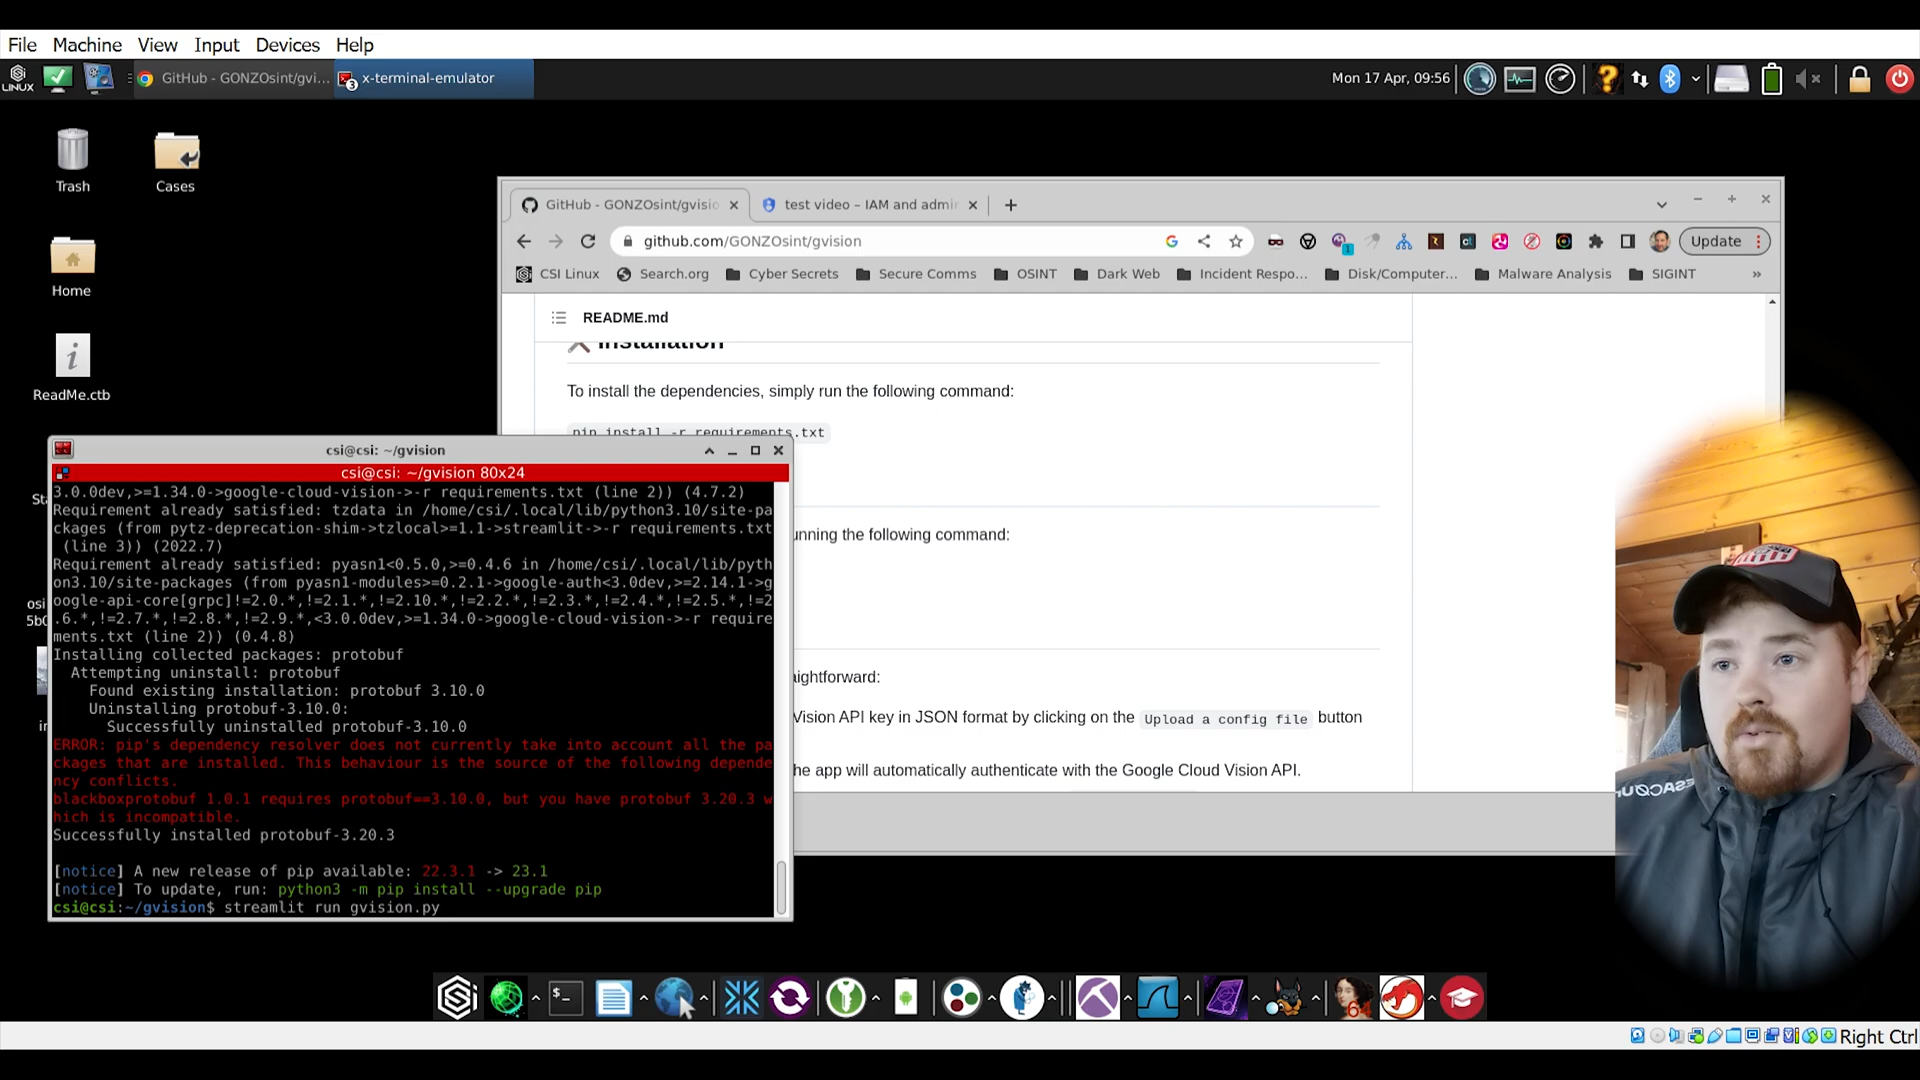 File Machine View Input Devices Help
LINUX
GitHub - GONZOsint/gvi...
3
x-terminal-emulator
Mon 17 Apr, 09:56
Trash
Cases
Home
ReadMe.ctb
GitHub - GONZOsint/gvisio
test video – IAM and admin
github.com/GONZOsint/gvision
Update
CSI Linux
Search.org
Cyber Secrets
Secure Comms
OSINT
Dark Web
Incident Respo...
Disk/Computer...
Malware Analysis
SIGINT
»
README.md
Installation
To install the dependencies, simply run the following command:
pip install -r requirements.txt
unning the following command:
aightforward:
Vision API key in JSON format by clicking on the Upload a config file button
he app will automatically authenticate with the Google Cloud Vision API.
csi@csi: ~/gvision
csi@csi: ~/gvision 80x24
3.0.0dev,>=1.34.0->google-cloud-vision->-r requirements.txt (line 2)) (4.7.2)
Requirement already satisfied: tzdata in /home/csi/.local/lib/python3.10/site-pa
ckages (from pytz-deprecation-shim->tzlocal>=1.1->streamlit->-r requirements.txt
(line 3)) (2022.7)
Requirement already satisfied: pyasn1<0.5.0,>=0.4.6 in /home/csi/.local/lib/pyth
on3.10/site-packages (from pyasn1-modules>=0.2.1->google-auth<3.0dev,>=2.14.1->g
oogle-api-core[grpc]!=2.0.*,!=2.1.*,!=2.10.*,!=2.2.*,!=2.3.*,!=2.4.*,!=2.5.*,!=2
.6.*,!=2.7.*,!=2.8.*,!=2.9.*,<3.0.0dev,>=1.34.0->google-cloud-vision->-r require
ments.txt (line 2)) (0.4.8)
Installing collected packages: protobuf
Attempting uninstall: protobuf
Found existing installation: protobuf 3.10.0
Uninstalling protobuf-3.10.0:
Successfully uninstalled protobuf-3.10.0
ERROR: pip's dependency resolver does not currently take into account all the pa
ckages that are installed. This behaviour is the source of the following depende
ncy conflicts.
blackboxprotobuf 1.0.1 requires protobuf==3.10.0, but you have protobuf 3.20.3 w
hich is incompatible.
Successfully installed protobuf-3.20.3
[notice] A new release of pip available: 22.3.1 -> 23.1
[notice] To update, run: python3 -m pip install --upgrade pip
csi@csi:~/gvision$ streamlit run gvision.py
Sta
osi
5b0
in
64
Right Ctrl